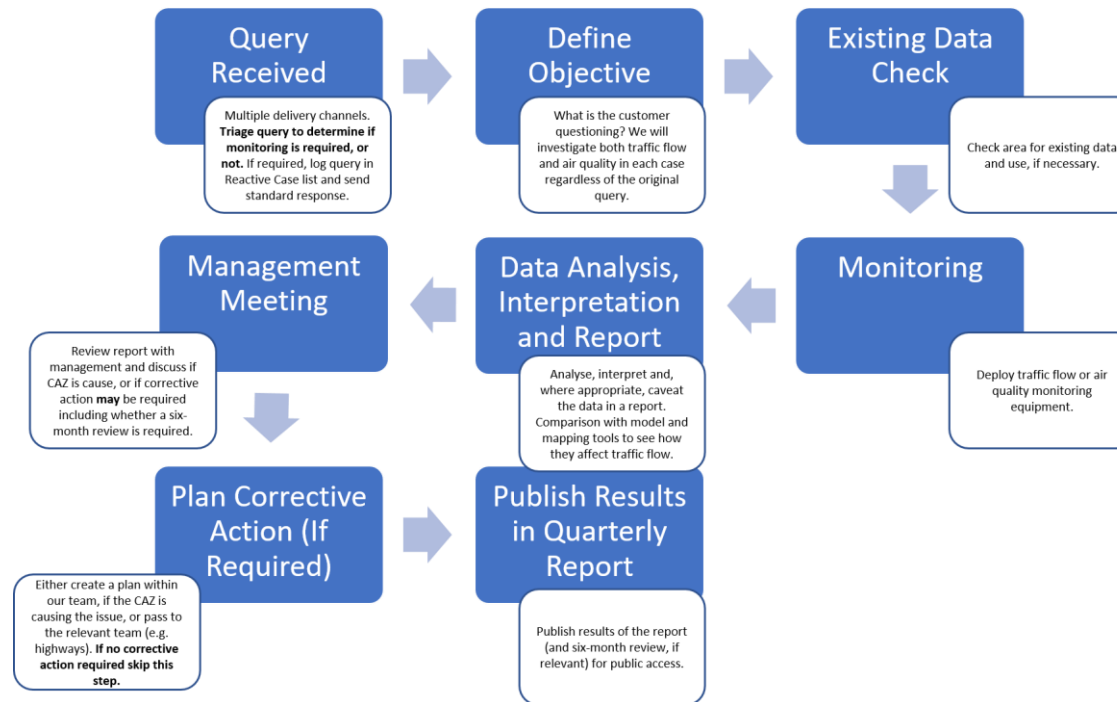 Query
Received
Multiple delivery channels.
Triage query to determine if
monitoring is required, or
not. If required, log query in
Reactive Case list and send
standard response.
Define
Objective
What is the customer
questioning? We will
investigate both traffic flow
and air quality in each case
regardless of the original
query.
Existing Data
Check
Check area for existing data
and use, if necessary.
Monitoring
Deploy traffic flow or air
quality monitoring
equipment.
Data Analysis,
Interpretation
and Report
Analyse, interpret and,
where appropriate, caveat
the data in a report.
Comparison with model and
mapping tools to see how
they affect traffic flow.
Management
Meeting
Review report with
management and discuss if
CAZ is cause, or if corrective
action may be required
including whether a six-
month review is required.
Plan Corrective
Action (If
Required)
Either create a plan within
our team, if the CAZ is
causing the issue, or pass to
the relevant team (e.g.
highways). If no corrective
action required skip this
step.
Publish Results
in Quarterly
Report
Publish results of the report
(and six-month review, if
relevant) for public access.